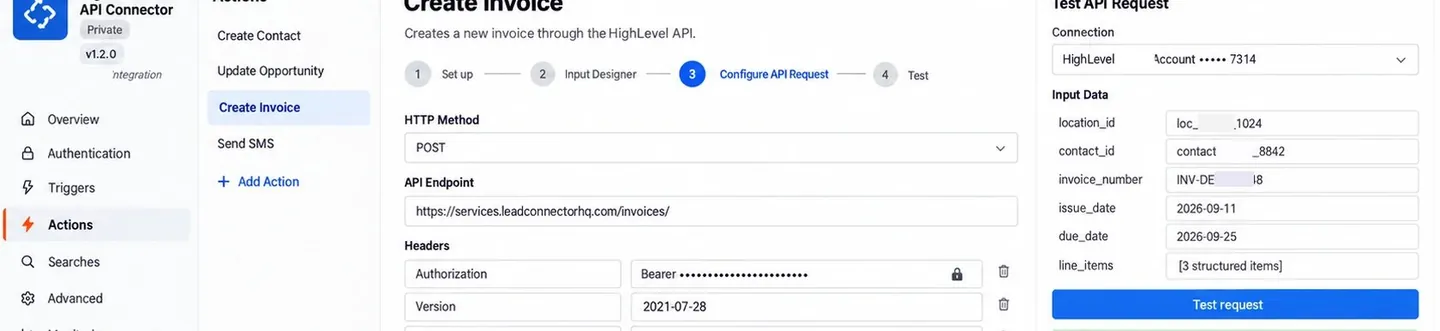 API Connector
Private
v1.2.0
ntegration
Overview
Authentication
Triggers
Actions
Searches
Advanced
Create Contact
Update Opportunity
Create Invoice
Send SMS
+ Add Action
Create Invoice
Creates a new invoice through the HighLevel API.
1 Set up
2 Input Designer
3 Configure API Request
4 Test
HTTP Method
POST
API Endpoint
https://services.leadconnectorhq.com/invoices/
Headers
Authorization Bearer •••••••••••••••••••••••
Version 2021-07-28
Test API Request
Connection
HighLevel Account ••••• 7314
Input Data
location_id loc_ _1024
contact_id contact _8842
invoice_number INV-DE 48
issue_date 2026-09-11
due_date 2026-09-25
line_items [3 structured items]
Test request